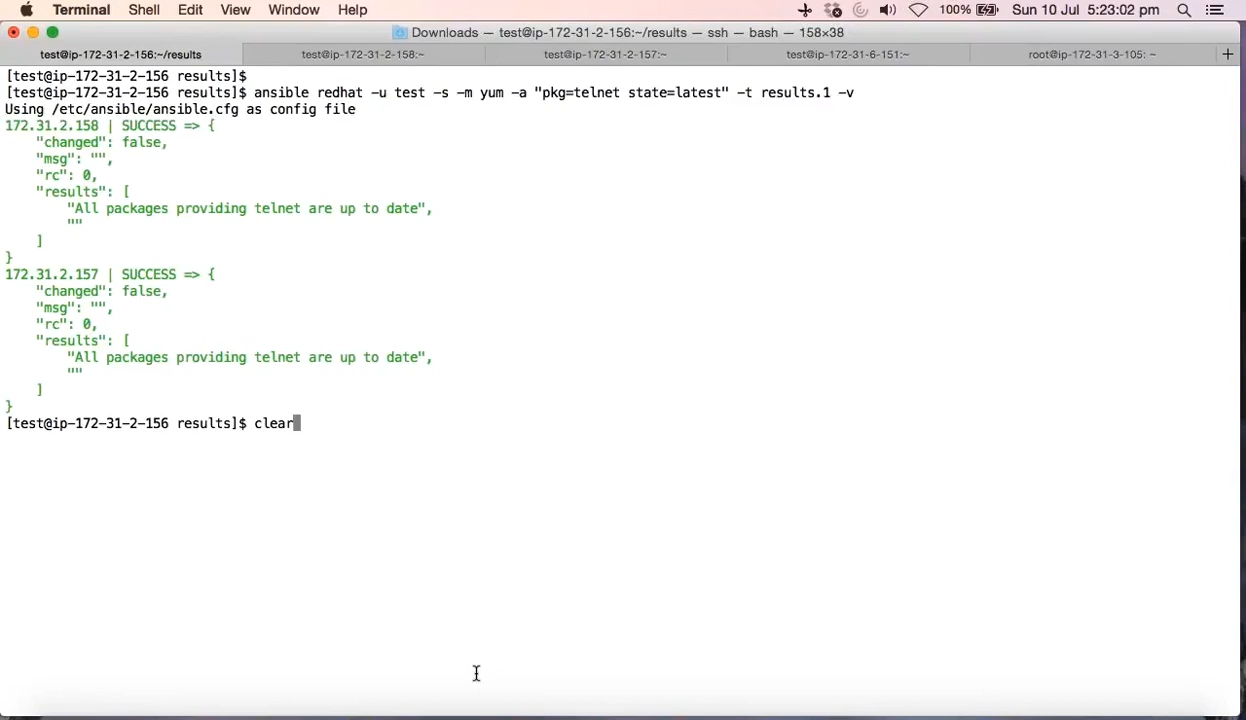 Terminal Shell Edit View Window Help 100% Sun 10 Jul 5:23:02 pm
Downloads — test@ip-172-31-2-156:~/results — ssh — bash — 158×38
test@ip-172-31-2-156:~/results test@ip-172-31-2-158:~ test@ip-172-31-2-157:~ test@ip-172-31-6-151:~ root@ip-172-31-3-105: ~ +
[test@ip-172-31-2-156 results]$
[test@ip-172-31-2-156 results]$ ansible redhat -u test -s -m yum -a "pkg=telnet state=latest" -t results.1 -v
Using /etc/ansible/ansible.cfg as config file
172.31.2.158 | SUCCESS => {
    "changed": false,
    "msg": "",
    "rc": 0,
    "results": [
        "All packages providing telnet are up to date",
        ""
    ]
}
172.31.2.157 | SUCCESS => {
    "changed": false,
    "msg": "",
    "rc": 0,
    "results": [
        "All packages providing telnet are up to date",
        ""
    ]
}
[test@ip-172-31-2-156 results]$ clear